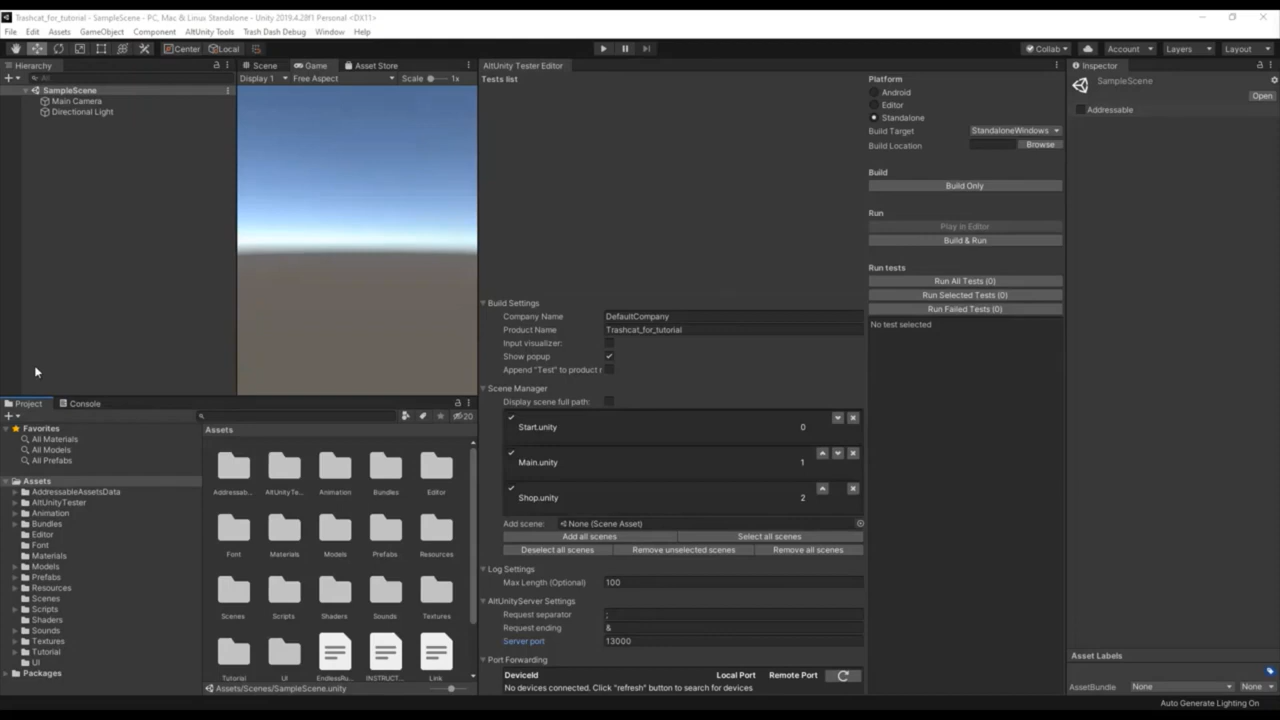 Trashcat_for_tutorial - SampleScene - PC, Mac & Linux Standalone - Unity 2019.4.28f1 Personal <DX11>
File Edit Assets GameObject Component AltUnity Tools Trash Dash Debug Window Help
Center Local Collab Account Layers Layout
Hierarchy
All
SampleScene
Main Camera
Directional Light
Scene Game Asset Store
Display 1 Free Aspect Scale 1x
AltUnity Tester Editor
Tests list
Build Settings
Company Name DefaultCompany
Product Name Trashcat_for_tutorial
Input visualizer:
Show popup
Append "Test" to product r
Scene Manager
Display scene full path:
Start.unity 0
Main.unity 1
Shop.unity 2
Add scene: None (Scene Asset)
Add all scenes Select all scenes
Deselect all scenes Remove unselected scenes Remove all scenes
Log Settings
Max Length (Optional) 100
AltUnityServer Settings
Request separator ;
Request ending &
Server port 13000
Port Forwarding
DeviceId Local Port Remote Port
No devices connected. Click "refresh" button to search for devices
Platform
Android
Editor
Standalone
Build Target StandaloneWindows
Build Location Browse
Build
Build Only
Run
Play in Editor
Build & Run
Run tests
Run All Tests (0)
Run Selected Tests (0)
Run Failed Tests (0)
No test selected
Inspector
SampleScene
Open
Addressable
Asset Labels
AssetBundle None None
Project Console
20
Favorites
All Materials
All Models
All Prefabs
Assets
AddressableAssetsData
AltUnityTester
Animation
Bundles
Editor
Font
Materials
Models
Prefabs
Resources
Scenes
Scripts
Shaders
Sounds
Textures
Tutorial
UI
Packages
Assets
Addressab... AltUnityTe... Animation Bundles Editor
Font Materials Models Prefabs Resources
Scenes Scripts Shaders Sounds Textures
Tutorial UI EndlessRu... INSTRUCT... Link
Assets/Scenes/SampleScene.unity
Auto Generate Lighting On